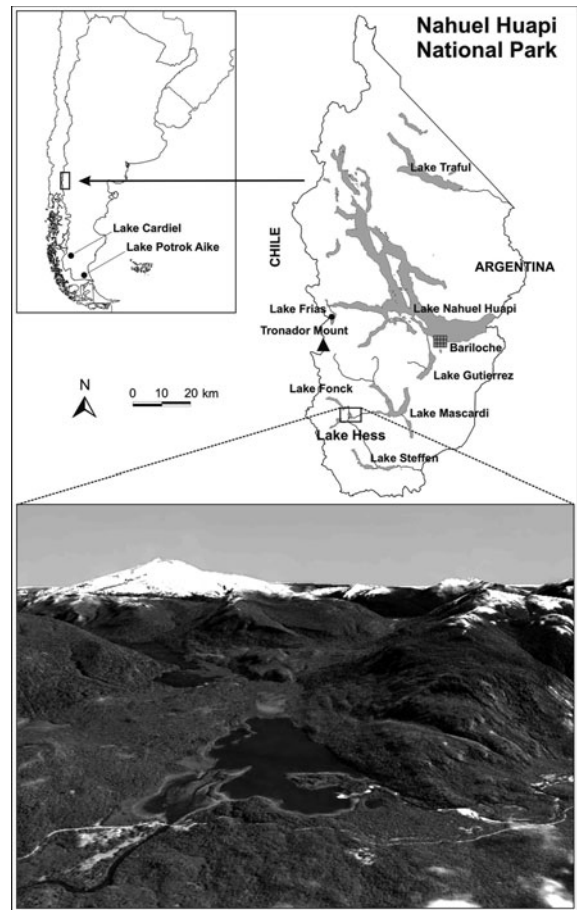 Nahuel Huapi
National Park
Lake Traful
Lake Cardiel
Lake Potrok Aike
CHILE
ARGENTINA
Lake Frías
Lake Nahuel Huapi
Tronador Mount
Bariloche
Lake Gutierrez
N
0 10 20 km
Lake Fonck
Lake Mascardi
Lake Hess
Lake Steffen